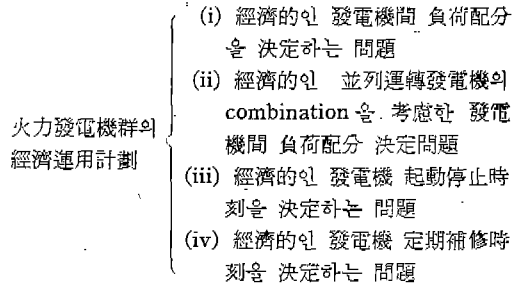 火力發電機群의
經濟運用計劃
(i) 經濟的인 發電機間 負荷配分
을 決定하는 問題
(ii) 經濟的인 並列運轉發電機의
combination을 考慮한 發電
機間 負荷配分 決定問題
(iii) 經濟的인 發電機 起動停止時
刻을 決定하는 問題
(iv) 經濟的인 發電機 定期補修時
刻을 決定하는 問題